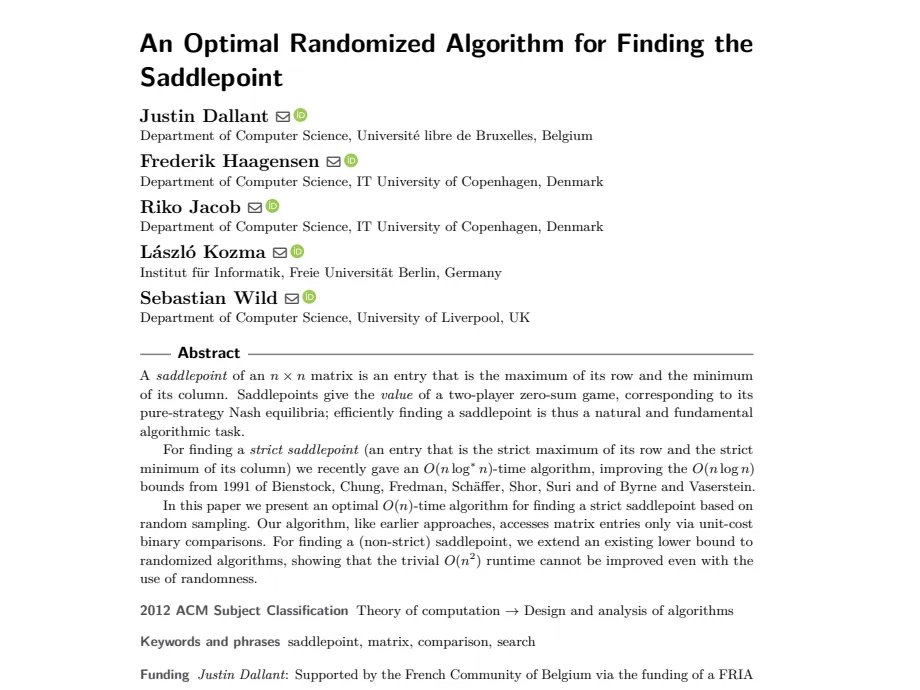 An Optimal Randomized Algorithm for Finding the
Saddlepoint
Justin Dallant
Department of Computer Science, Université libre de Bruxelles, Belgium
Frederik Haagensen
Department of Computer Science, IT University of Copenhagen, Denmark
Riko Jacob
Department of Computer Science, IT University of Copenhagen, Denmark
László Kozma
Institut für Informatik, Freie Universität Berlin, Germany
Sebastian Wild
Department of Computer Science, University of Liverpool, UK
Abstract
A saddlepoint of an n × n matrix is an entry that is the maximum of its row and the minimum
of its column. Saddlepoints give the value of a two-player zero-sum game, corresponding to its
pure-strategy Nash equilibria; efficiently finding a saddlepoint is thus a natural and fundamental
algorithmic task.
For finding a strict saddlepoint (an entry that is the strict maximum of its row and the strict
minimum of its column) we recently gave an O(n log* n)-time algorithm, improving the O(n log n)
bounds from 1991 of Bienstock, Chung, Fredman, Schäffer, Shor, Suri and of Byrne and Vaserstein.
In this paper we present an optimal O(n)-time algorithm for finding a strict saddlepoint based on
random sampling. Our algorithm, like earlier approaches, accesses matrix entries only via unit-cost
binary comparisons. For finding a (non-strict) saddlepoint, we extend an existing lower bound to
randomized algorithms, showing that the trivial O(n²) runtime cannot be improved even with the
use of randomness.
2012 ACM Subject Classification Theory of computation → Design and analysis of algorithms
Keywords and phrases saddlepoint, matrix, comparison, search
Funding Justin Dallant: Supported by the French Community of Belgium via the funding of a FRIA